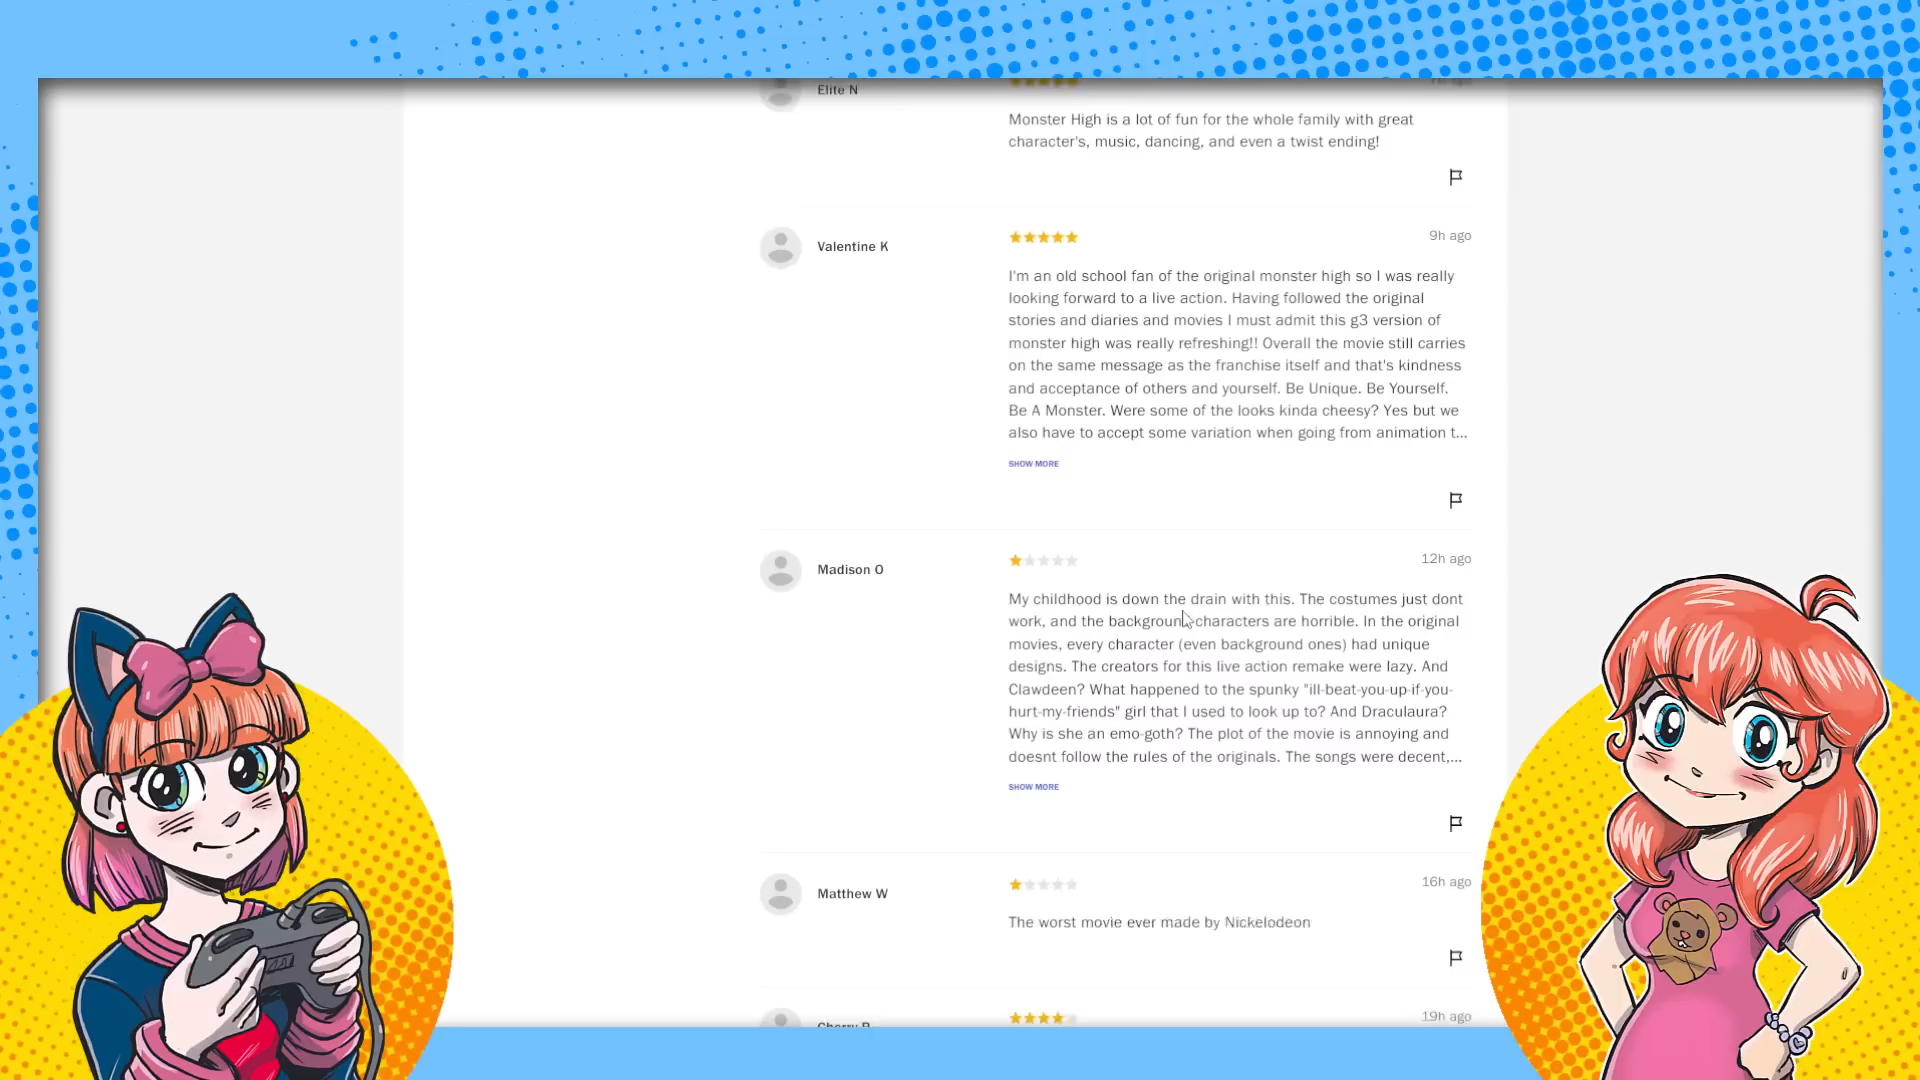 Elite N
Monster High is a lot of fun for the whole family with great
character's, music, dancing, and even a twist ending!
Valentine K
9h ago
I'm an old school fan of the original monster high so I was really
looking forward to a live action. Having followed the original
stories and diaries and movies I must admit this g3 version of
monster high was really refreshing!! Overall the movie still carries
on the same message as the franchise itself and that's kindness
and acceptance of others and yourself. Be Unique. Be Yourself.
Be A Monster. Were some of the looks kinda cheesy? Yes but we
also have to accept some variation when going from animation t...
SHOW MORE
Madison O
12h ago
My childhood is down the drain with this. The costumes just dont
work, and the background characters are horrible. In the original
movies, every character (even background ones) had unique
designs. The creators for this live action remake were lazy. And
Clawdeen? What happened to the spunky "ill-beat-you-up-if-you-
hurt-my-friends" girl that I used to look up to? And Draculaura?
Why is she an emo-goth? The plot of the movie is annoying and
doesnt follow the rules of the originals. The songs were decent,...
SHOW MORE
Matthew W
16h ago
The worst movie ever made by Nickelodeon
19h ago